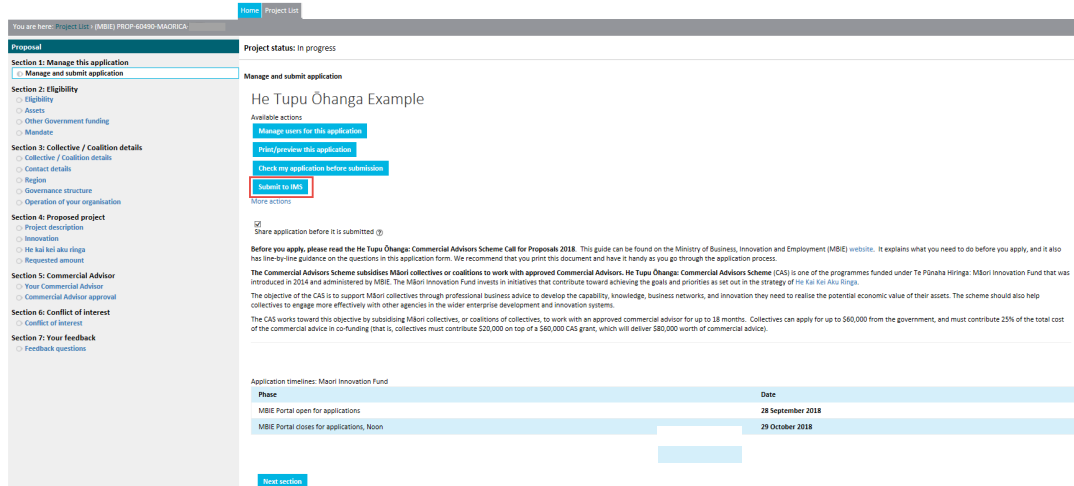 Home Project List
You are here: Project List › (MBIE) PROP-60490-MAORICA-
Proposal
Section 1: Manage this application
Manage and submit application
Section 2: Eligibility
Eligibility
Assets
Other Government funding
Mandate
Section 3: Collective / Coalition details
Collective / Coalition details
Contact details
Region
Governance structure
Operation of your organisation
Section 4: Proposed project
Project description
Innovation
He kai kei aku ringa
Requested amount
Section 5: Commercial Advisor
Your Commercial Advisor
Commercial Advisor approval
Section 6: Conflict of interest
Conflict of interest
Section 7: Your feedback
Feedback questions
Project status: In progress
Manage and submit application
He Tupu Ōhanga Example
Available actions
Manage users for this application
Print/preview this application
Check my application before submission
Submit to IMS
More actions
Share application before it is submitted (?)
Before you apply, please read the He Tupu Ōhanga: Commercial Advisors Scheme Call for Proposals 2018. This guide can be found on the Ministry of Business, Innovation and Employment (MBIE) website. It explains what you need to do before you apply, and it also
has line-by-line guidance on the questions in this application form. We recommend that you print this document and have it handy as you go through the application process.
The Commercial Advisors Scheme subsidises Māori collectives or coalitions to work with approved Commercial Advisors. He Tupu Ōhanga: Commercial Advisors Scheme (CAS) is one of the programmes funded under Te Pūnaha Hiringa: Māori Innovation Fund that was
introduced in 2014 and administered by MBIE. The Māori Innovation Fund invests in initiatives that contribute toward achieving the goals and priorities as set out in the strategy of He Kai Kei Aku Ringa.
The objective of the CAS is to support Māori collectives through professional business advice to develop the capability, knowledge, business networks, and innovation they need to realise the potential economic value of their assets. The scheme should also help
collectives to engage more effectively with other agencies in the wider enterprise development and innovation systems.
The CAS works toward this objective by subsidising Māori collectives, or coalitions of collectives, to work with an approved commercial advisor for up to 18 months. Collectives can apply for up to $60,000 from the government, and must contribute 25% of the total cost
of the commercial advice in co-funding (that is, collectives must contribute $20,000 on top of a $60,000 CAS grant, which will deliver $80,000 worth of commercial advice).
Application timelines: Maori Innovation Fund
Phase Date
MBIE Portal open for applications 28 September 2018
MBIE Portal closes for applications, Noon 29 October 2018
Next section